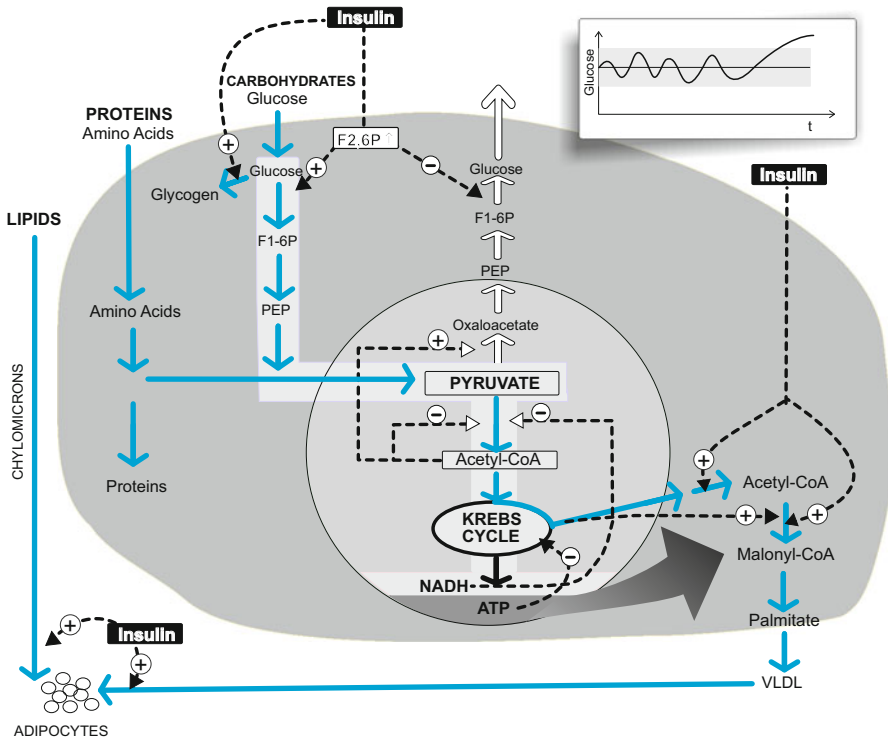 Insulin
CARBOHYDRATES
Glucose
PROTEINS
Amino Acids
F2.6P ↑
Glucose
t
+
+
−
Glucose
Glucose
Glycogen
Insulin
LIPIDS
F1-6P
F1-6P
PEP
PEP
Amino Acids
Oxaloacetate
+
PYRUVATE
−
−
CHYLOMICRONS
Acetyl-CoA
+
Proteins
Acetyl-CoA
KREBS
CYCLE
+
+
−
Malonyl-CoA
NADH
ATP
Palmitate
+
Insulin
+
VLDL
ADIPOCYTES